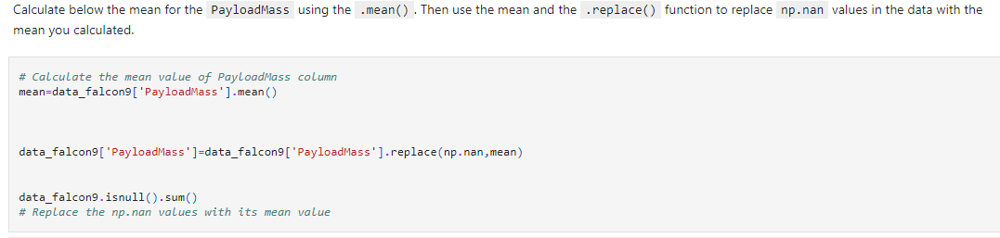 Calculate below the mean for the PayloadMass using the .mean() . Then use the mean and the .replace() function to replace np.nan values in the data with the
mean you calculated.
# Calculate the mean value of PayloadMass column
mean=data_falcon9['PayloadMass'].mean()
data_falcon9['PayloadMass']=data_falcon9['PayloadMass'].replace(np.nan,mean)
data_falcon9.isnull().sum()
# Replace the np.nan values with its mean value